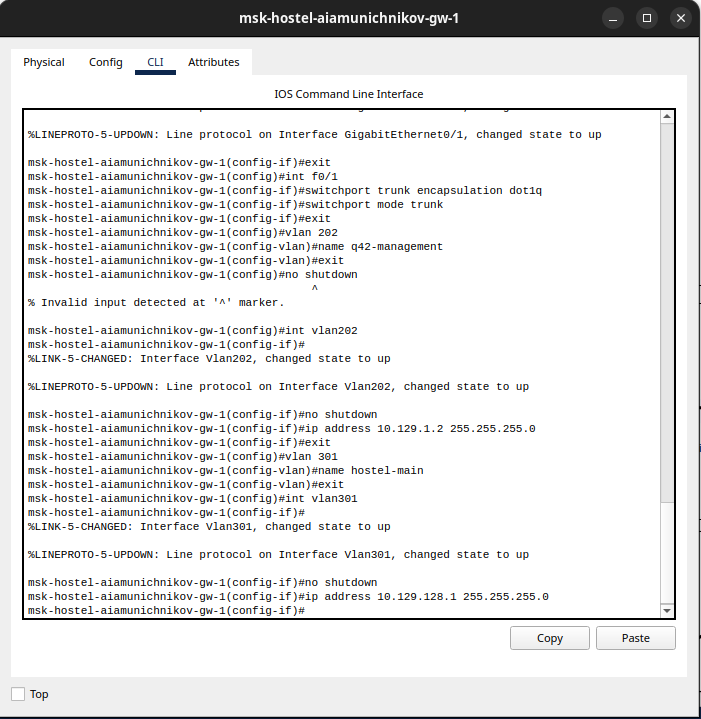 msk-hostel-aiamunichnikov-gw-1
Physical Config CLI Attributes
IOS Command Line Interface
%LINEPROTO-5-UPDOWN: Line protocol on Interface GigabitEthernet0/1, changed state to up
msk-hostel-aiamunichnikov-gw-1(config-if)#exit
msk-hostel-aiamunichnikov-gw-1(config)#int f0/1
msk-hostel-aiamunichnikov-gw-1(config-if)#switchport trunk encapsulation dot1q
msk-hostel-aiamunichnikov-gw-1(config-if)#switchport mode trunk
msk-hostel-aiamunichnikov-gw-1(config-if)#exit
msk-hostel-aiamunichnikov-gw-1(config)#vlan 202
msk-hostel-aiamunichnikov-gw-1(config-vlan)#name q42-management
msk-hostel-aiamunichnikov-gw-1(config-vlan)#exit
msk-hostel-aiamunichnikov-gw-1(config)#no shutdown
^
% Invalid input detected at '^' marker.
msk-hostel-aiamunichnikov-gw-1(config)#int vlan202
msk-hostel-aiamunichnikov-gw-1(config-if)#
%LINK-5-CHANGED: Interface Vlan202, changed state to up
%LINEPROTO-5-UPDOWN: Line protocol on Interface Vlan202, changed state to up
msk-hostel-aiamunichnikov-gw-1(config-if)#no shutdown
msk-hostel-aiamunichnikov-gw-1(config-if)#ip address 10.129.1.2 255.255.255.0
msk-hostel-aiamunichnikov-gw-1(config-if)#exit
msk-hostel-aiamunichnikov-gw-1(config)#vlan 301
msk-hostel-aiamunichnikov-gw-1(config-vlan)#name hostel-main
msk-hostel-aiamunichnikov-gw-1(config-vlan)#exit
msk-hostel-aiamunichnikov-gw-1(config)#int vlan301
msk-hostel-aiamunichnikov-gw-1(config-if)#
%LINK-5-CHANGED: Interface Vlan301, changed state to up
%LINEPROTO-5-UPDOWN: Line protocol on Interface Vlan301, changed state to up
msk-hostel-aiamunichnikov-gw-1(config-if)#no shutdown
msk-hostel-aiamunichnikov-gw-1(config-if)#ip address 10.129.128.1 255.255.255.0
msk-hostel-aiamunichnikov-gw-1(config-if)#
Copy Paste
Top